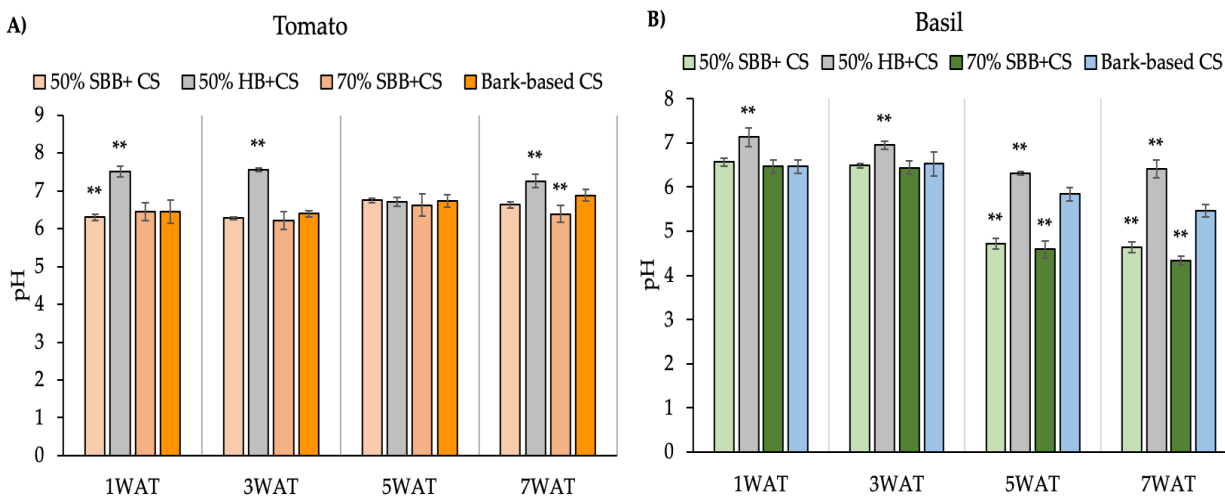 A)
Tomato
50% SBB+ CS 50% HB+CS 70% SBB+CS Bark-based CS
9
8
7
6
5
4
3
2
1
0
pH
** ** ** ** **
1WAT 3WAT 5WAT 7WAT
B)
Basil
50% SBB+ CS 50% HB+CS 70% SBB+CS Bark-based CS
8
7
6
5
4
3
2
1
0
pH
** ** ** ** ** ** ** **
1WAT 3WAT 5WAT 7WAT